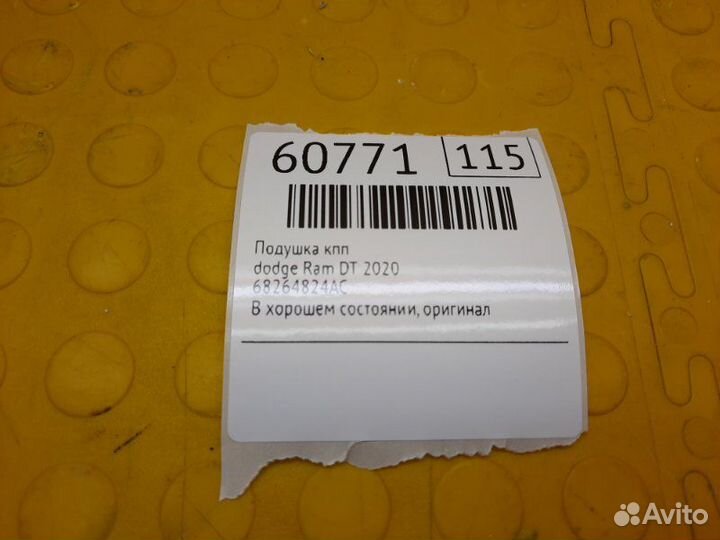 60771 115
Подушка кпп
dodge Ram DT 2020
68264824AC
В хорошем состоянии, оригинал
Avito